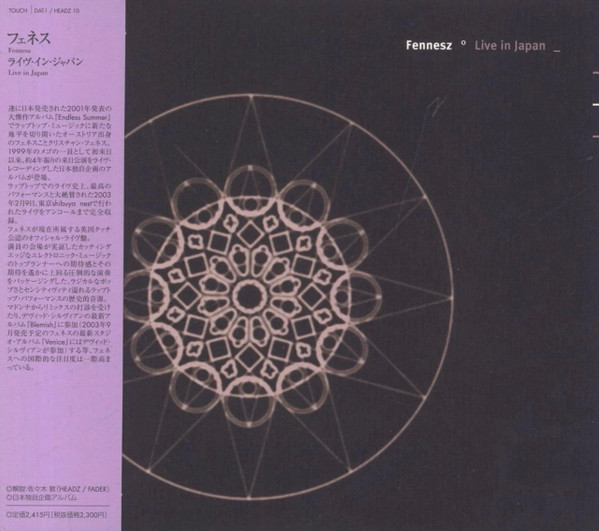 TOUCH | DAE1 / HEADZ 10
フェネス
Fennesz
ライヴ・イン・ジャパン
Live in Japan
遂に日本発売された2001年発表の
大傑作アルバム『Endless Summer』
でラップトップ・ミュージックに新たな
地平を切り開いたオーストリア出身
のフェネスことクリスチャン・フェネス。
1999年のメゴの一員として初来日
以来、約4年振りの来日公演をライヴ・
レコーディングした日本独自企画のア
ルバムが登場。
ラップトップでのライヴ史上、最高の
パフォーマンスと大絶賛された2003
年2月9日、東京shibuya nestで行わ
れたライヴをアンコールまで完全収
録。
フェネスが現在所属する英国タッチ
公認のオフィシャル・ライヴ盤。
満員の会場が実証したカッティング
エッジなエレクトロニック・ミュージック
のトップランナーへの期待感とその
期待を遥かに上回る圧倒的な演奏
をパッケージングした、ラジカルなポッ
プさとセンシティヴィティ溢れるラップト
ップ・パフォーマンスの歴史的音源。
マドンナからリミックスの打診を受け
たり、デヴィッド・シルヴィアンの最新ア
ルバム『Blemish』に参加(2003年9
月発売予定のフェネスの最新スタジ
オ・アルバム『Venice』にはデヴィッド・
シルヴィアンが参加)する等、フェネ
スへの国際的な注目度は一際高ま
っている。
◎解説:佐々木 敦(HEADZ / FADER)
◎日本独自企画アルバム
◎定価2,415円[税抜価格2,300円]
Fennesz ° Live in Japan _